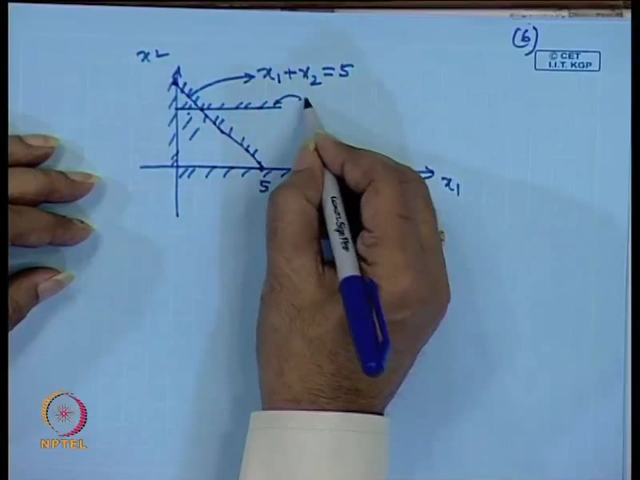 (6)
© CET
I.I.T. KGP
x2
x₁+x₂=5
5
x₁
NPTEL